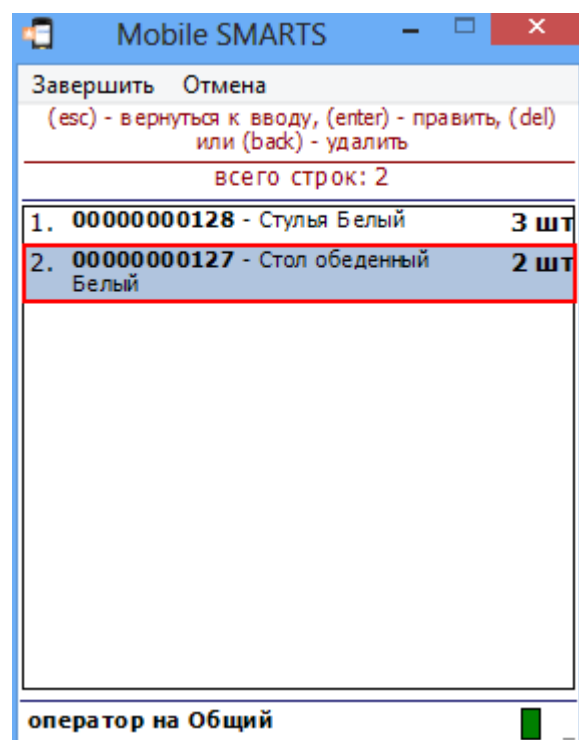 Mobile SMARTS
Завершить Отмена
(esc) - вернуться к вводу, (enter) - править, (del)
или (back) - удалить
всего строк: 2
1. 00000000128 - Стулья Белый 3 шт
2. 00000000127 - Стол обеденный 2 шт
Белый
оператор на Общий